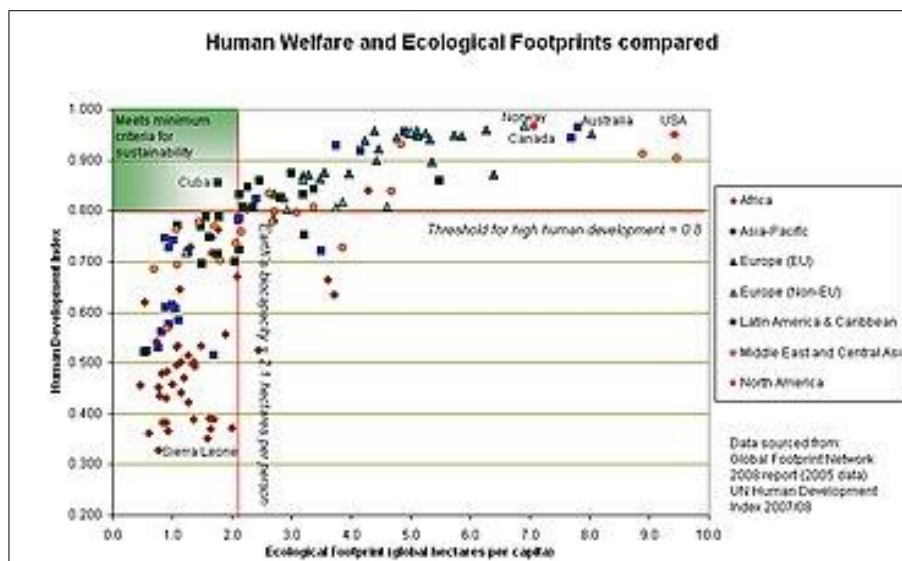 Human Welfare and Ecological Footprints compared
Human Development Index
1.000
0.900
0.800
0.700
0.600
0.500
0.400
0.300
0.200
Meets minimum
criteria for
sustainability
Cuba
Norway
Canada
Australia
USA
Threshold for high human development = 0.8
Earth's biocapacity = 2.1 hectares per person
Sierra Leone
0.0 1.0 2.0 3.0 4.0 5.0 6.0 7.0 8.0 9.0 10.0
Ecological Footprint (global hectares per capita)
Africa
Asia-Pacific
Europe (EU)
Europe (Non-EU)
Latin America & Caribbean
Middle East and Central Asi
North America
Data sourced from:
Global Footprint Network
2008 report (2005 data)
UN Human Development
Index 2007/08